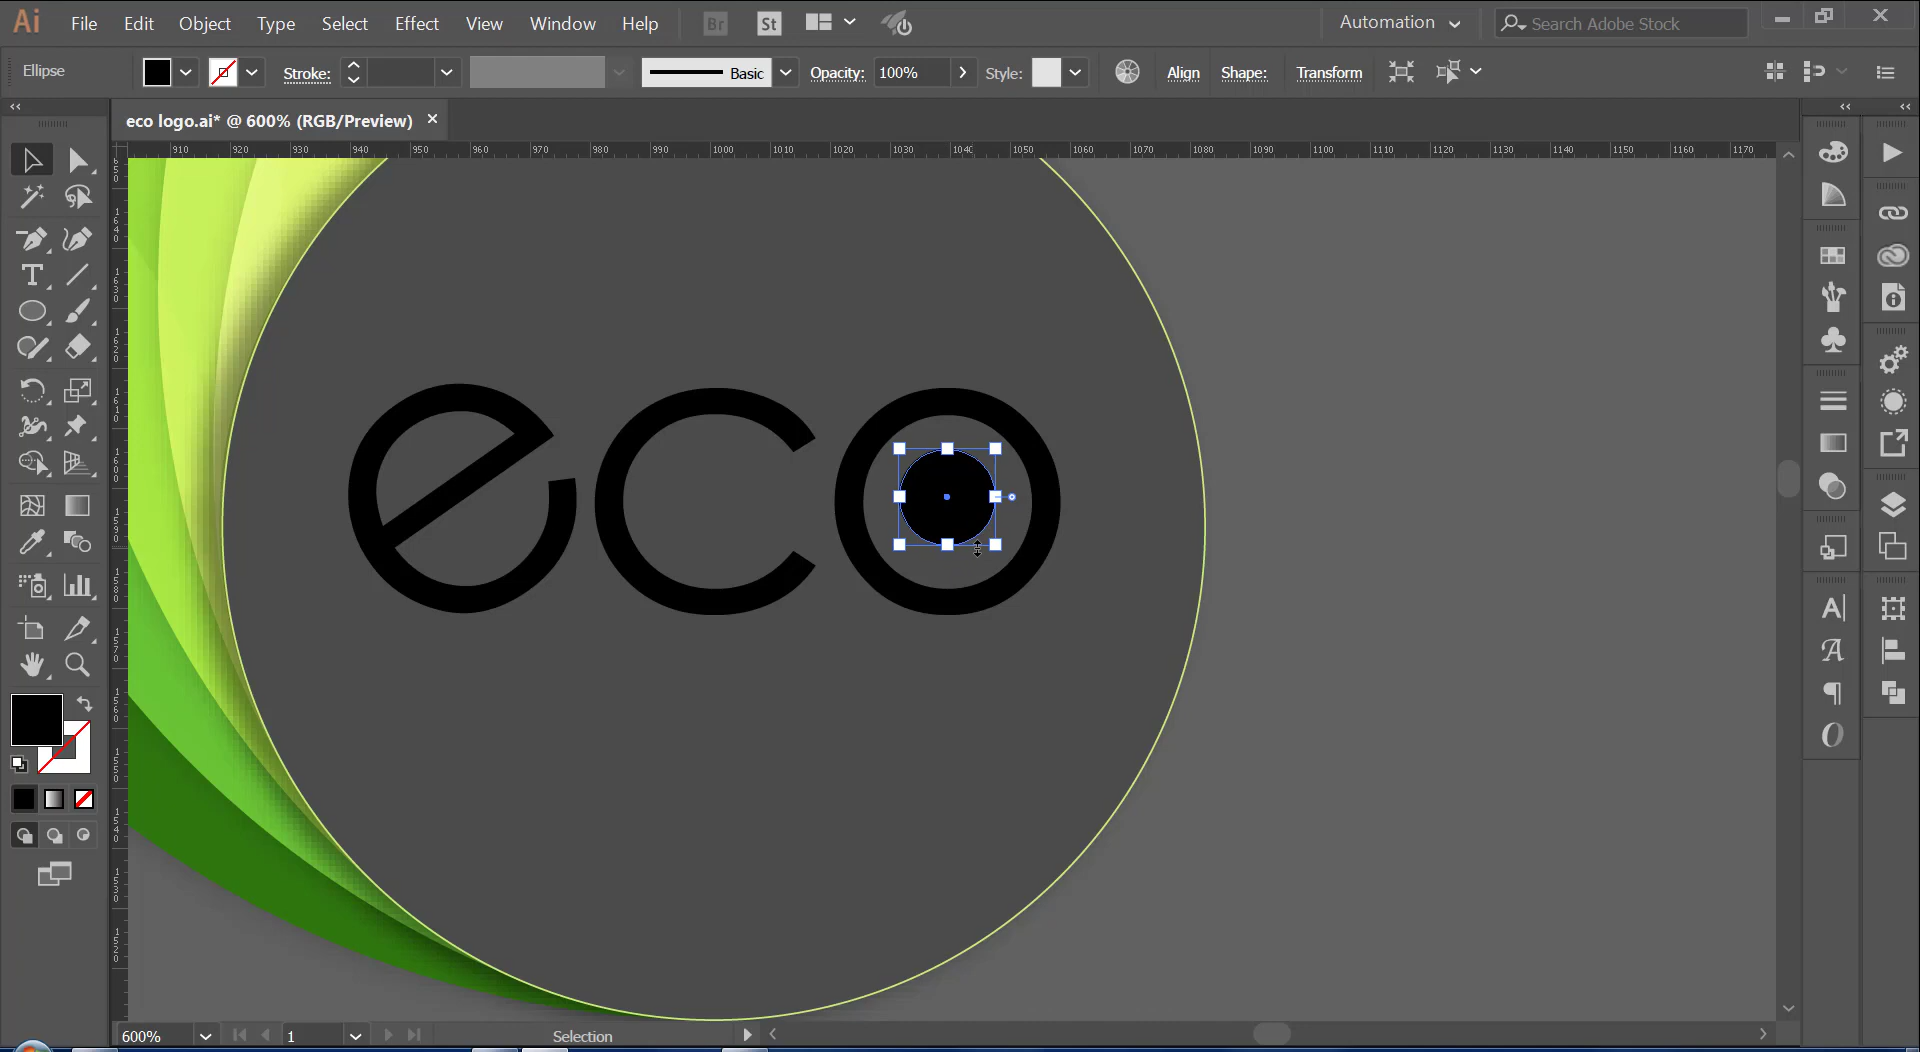 Ai File Edit Object Type Select Effect View Window Help Br St Automation Search Adobe Stock
Ellipse Stroke: Basic Opacity: 100% Style: Align Shape: Transform
eco logo.ai* @ 600% (RGB/Preview)
910 920 930 940 950 960 970 980 990 1000 1010 1020 1030 1040 1050 1060 1070 1080 1090 1100 1110 1120 1130 1140 1150 1160 1170
eco
600% 1 Selection